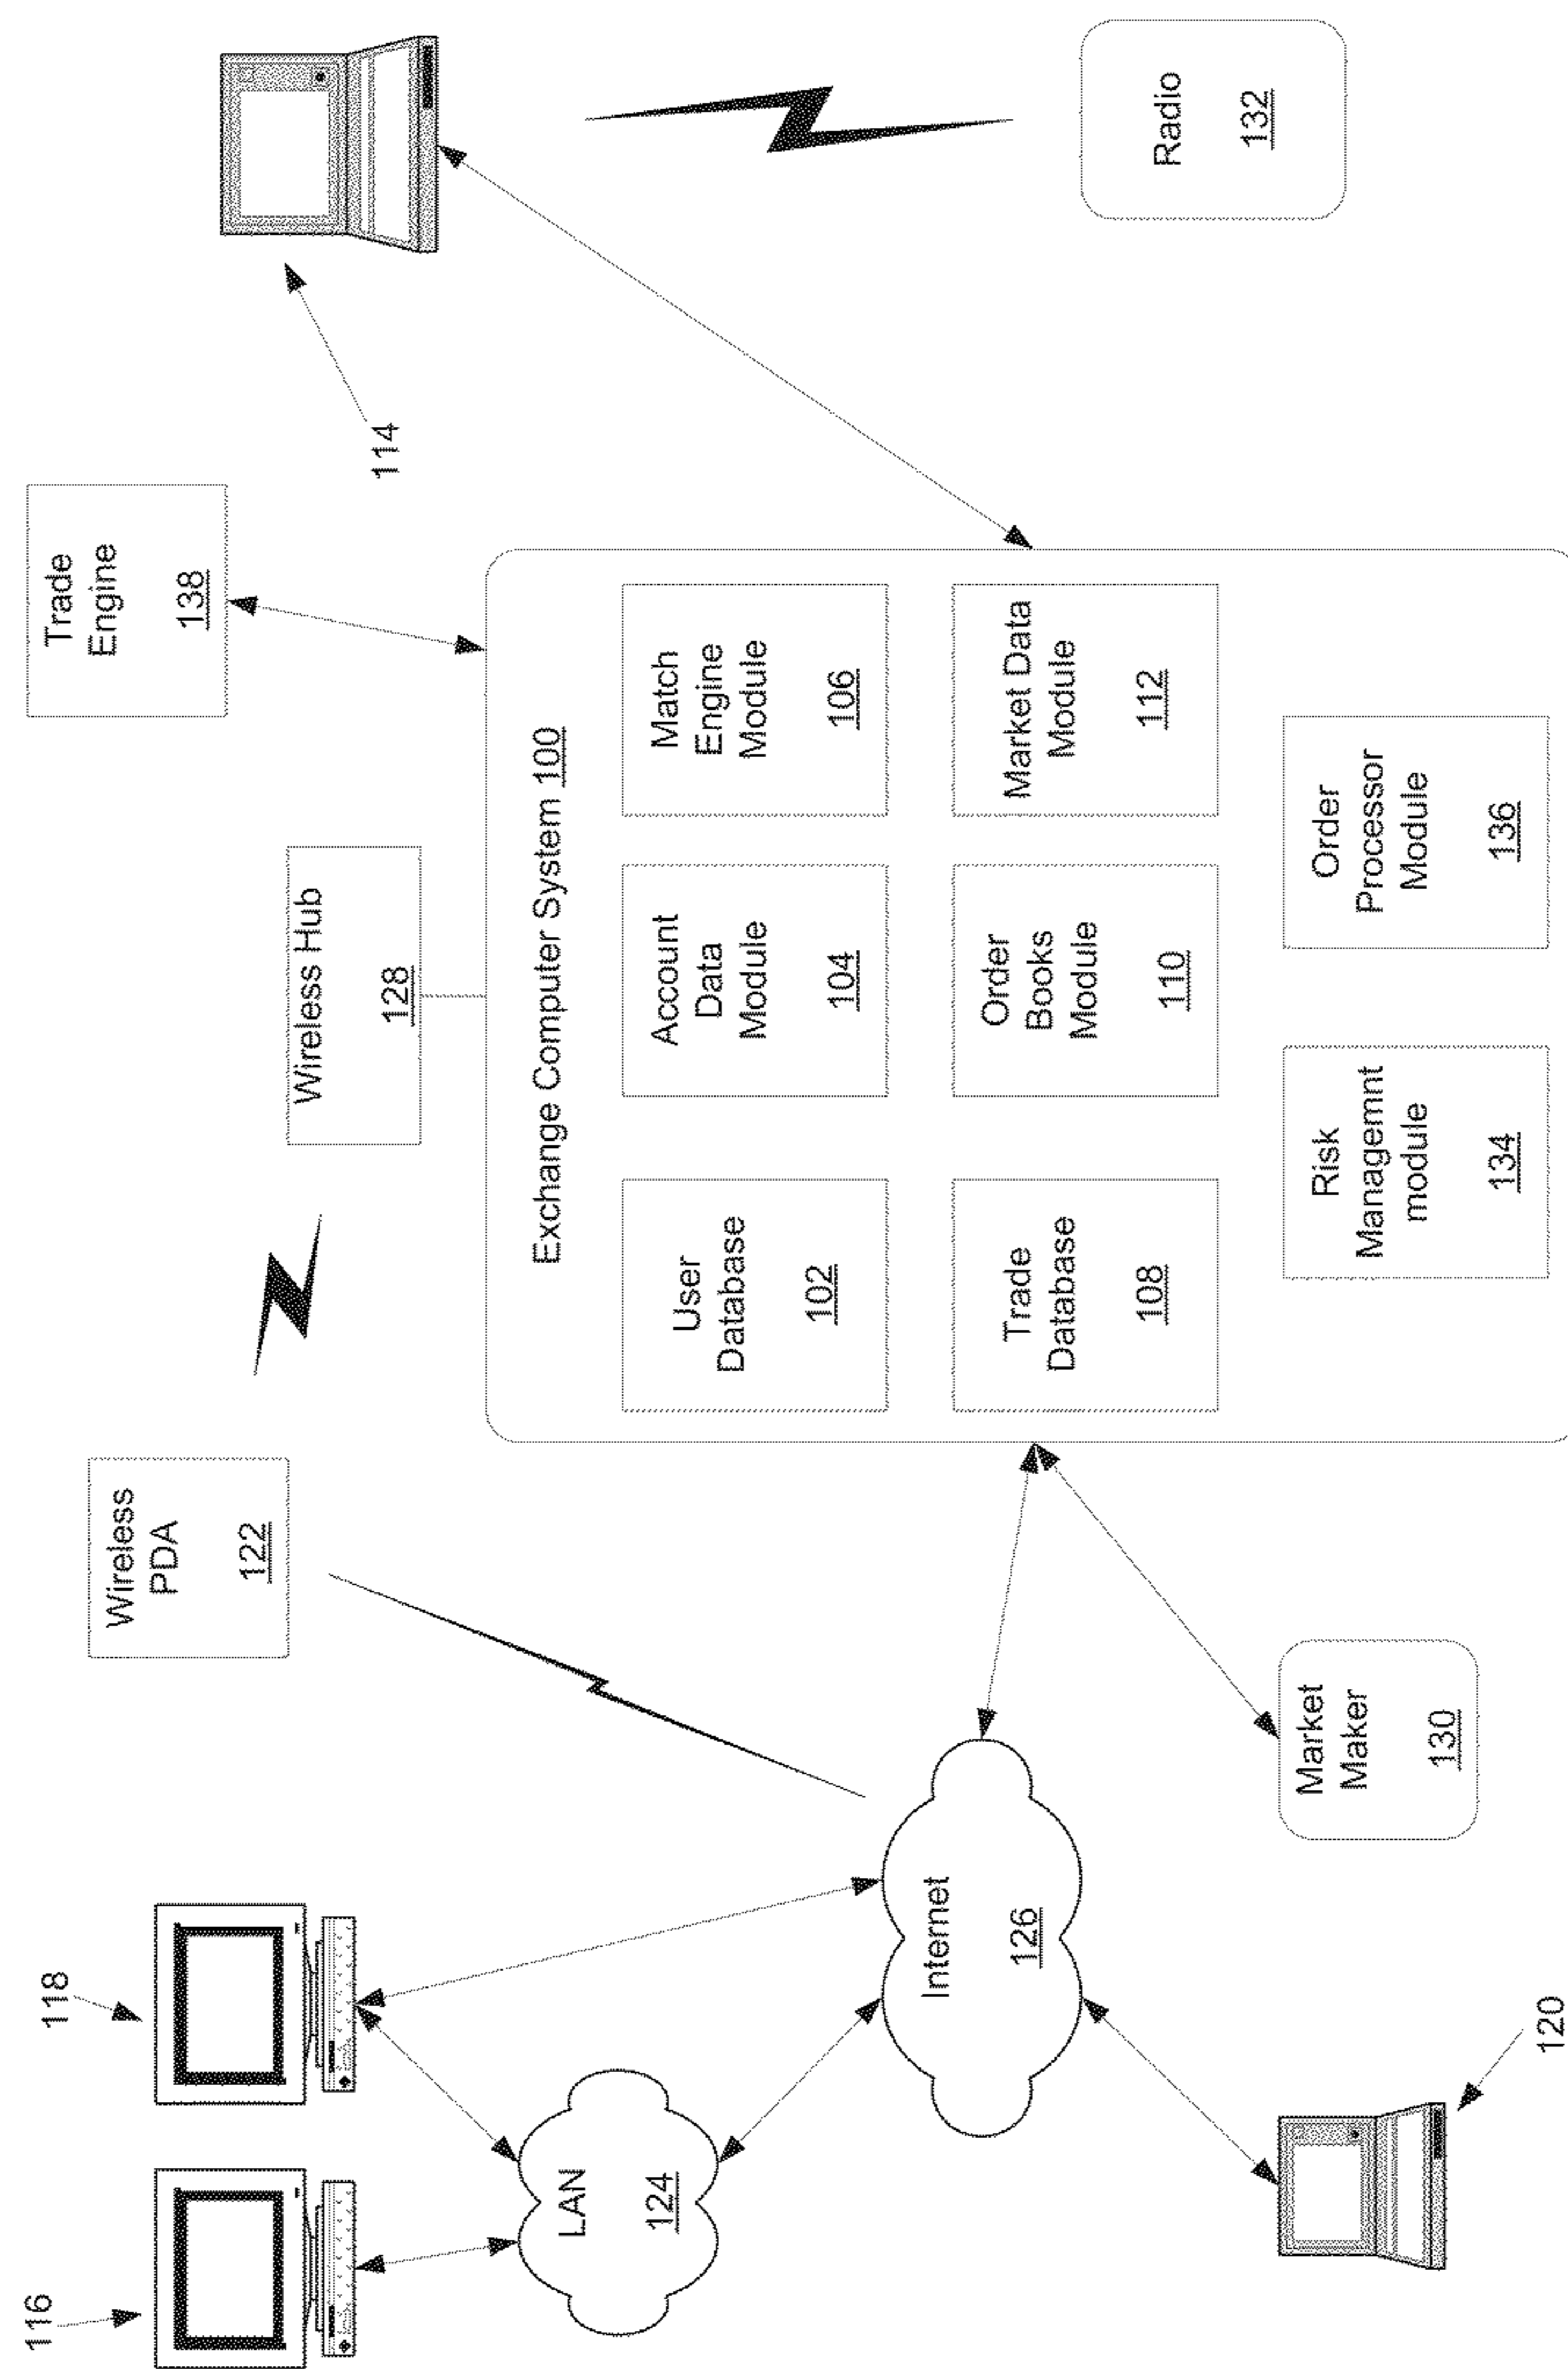 116
118
Wireless
PDA
122
Wireless Hub
128
Trade
Engine
138
114
LAN
124
Internet
126
120
Market
Maker
130
Exchange Computer System 100
User
Database
102
Account
Data
Module
104
Match
Engine
Module
106
Trade
Database
108
Order
Books
Module
110
Market Data
Module
112
Risk
Managemnt
module
134
Order
Processor
Module
136
Radio
132